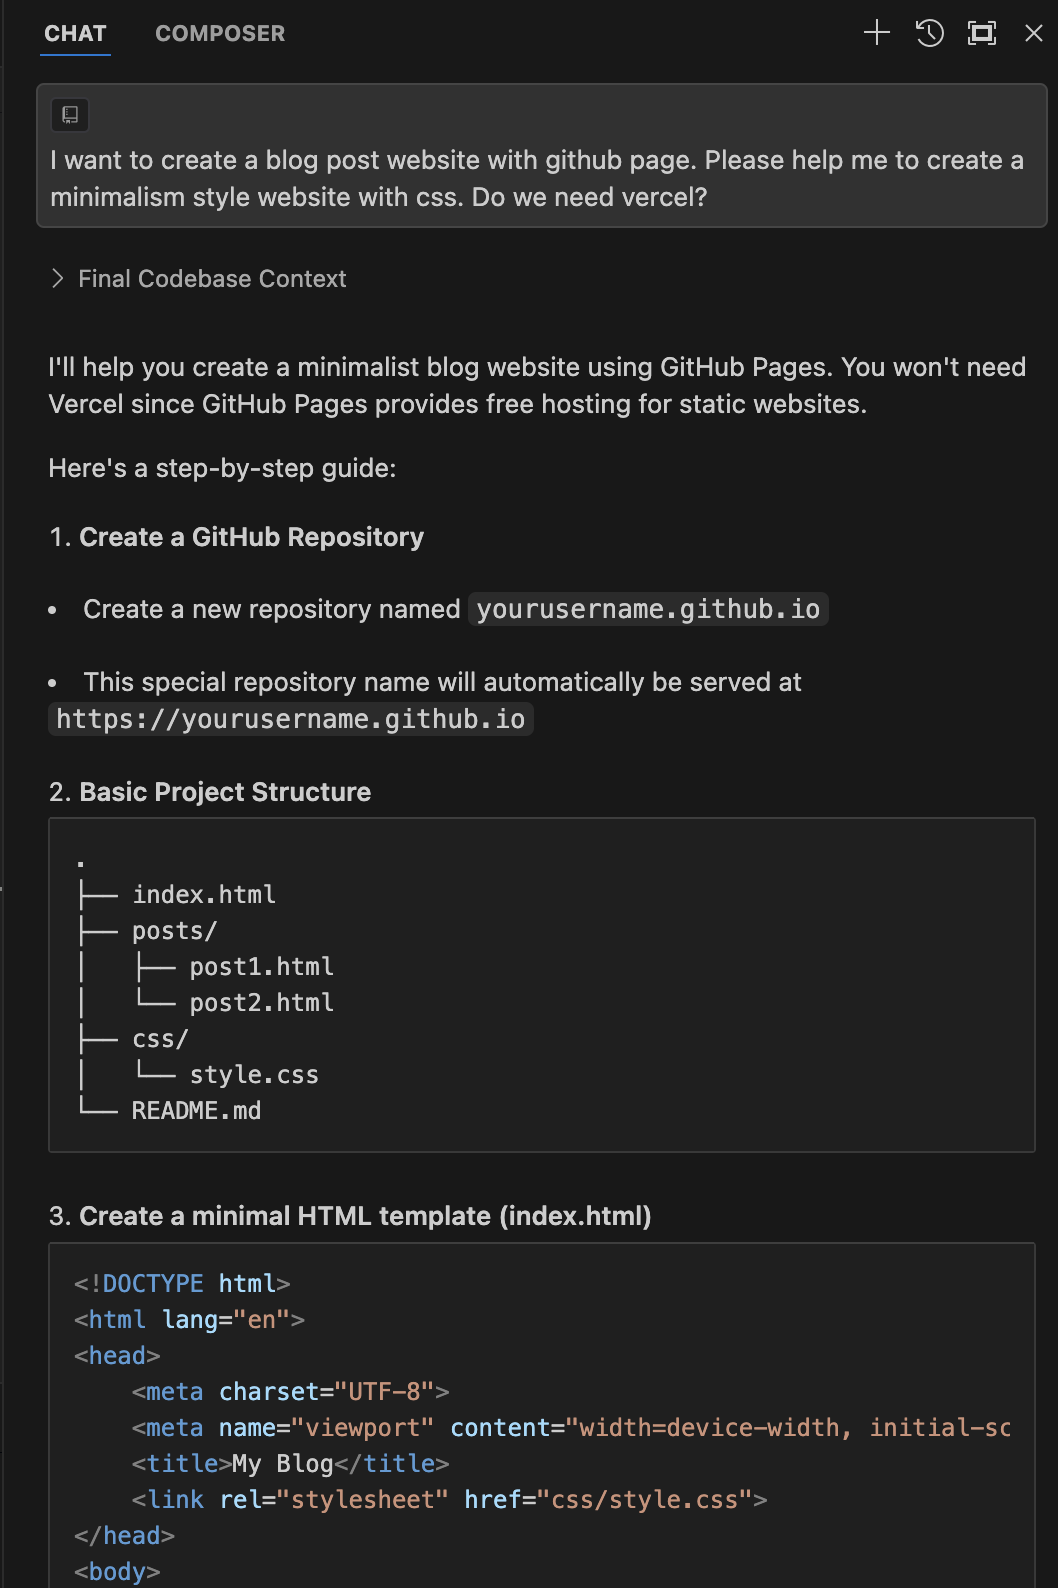 CHAT COMPOSER
I want to create a blog post website with github page. Please help me to create a
minimalism style website with css. Do we need vercel?
Final Codebase Context
I'll help you create a minimalist blog website using GitHub Pages. You won't need
Vercel since GitHub Pages provides free hosting for static websites.
Here's a step-by-step guide:
1. Create a GitHub Repository
• Create a new repository named yourusername.github.io
• This special repository name will automatically be served at
https://yourusername.github.io
2. Basic Project Structure
.
├── index.html
├── posts/
│   ├── post1.html
│   └── post2.html
├── css/
│   └── style.css
└── README.md
3. Create a minimal HTML template (index.html)
<!DOCTYPE html>
<html lang="en">
<head>
    <meta charset="UTF-8">
    <meta name="viewport" content="width=device-width, initial-sc
    <title>My Blog</title>
    <link rel="stylesheet" href="css/style.css">
</head>
<body>